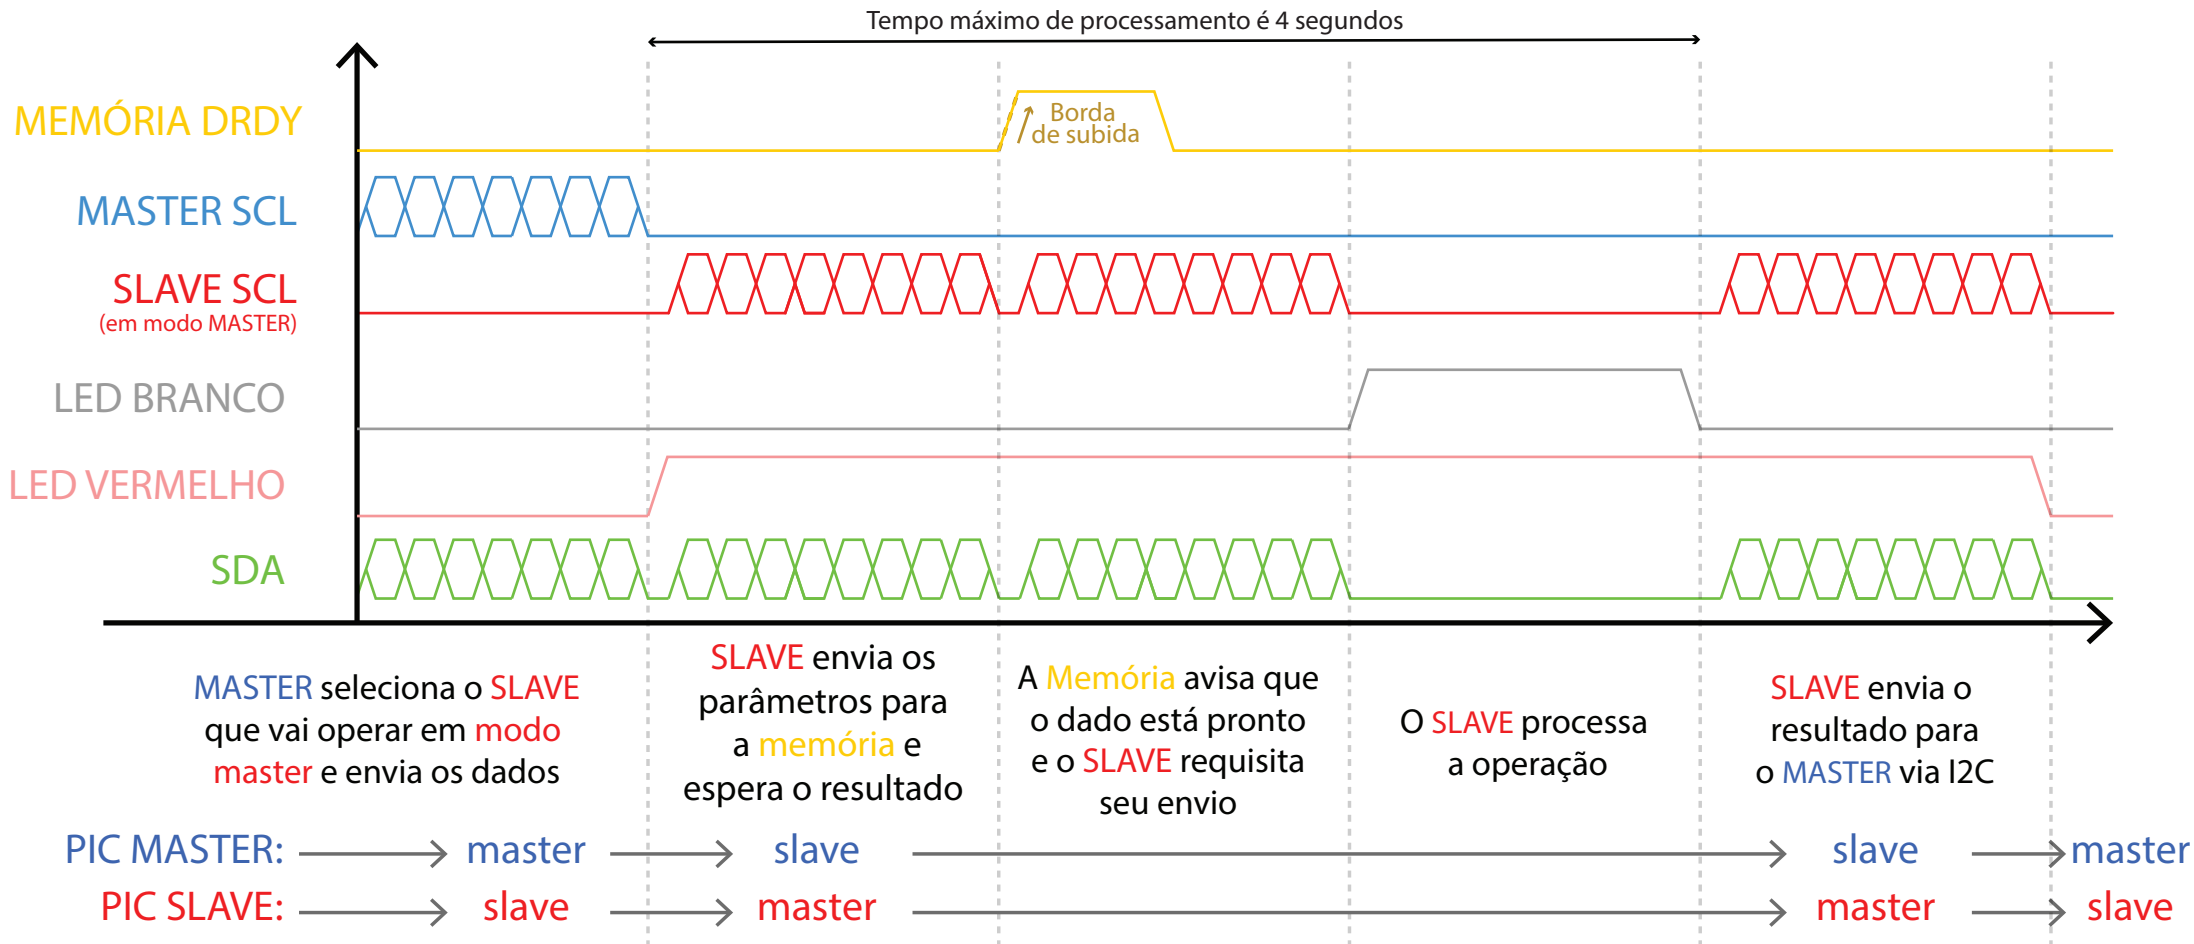 Tempo máximo de processamento é 4 segundos
MEMÓRIA DRDY
Borda
de subida
MASTER SCL
SLAVE SCL
(em modo MASTER)
LED BRANCO
LED VERMELHO
SDA
MASTER seleciona o SLAVE
que vai operar em modo
master e envia os dados
SLAVE envia os
parâmetros para
a memória e
espera o resultado
A Memória avisa que
o dado está pronto
e o SLAVE requisita
seu envio
O SLAVE processa
a operação
SLAVE envia o
resultado para
o MASTER via I2C
PIC MASTER: master slave slave master
PIC SLAVE: slave master master slave